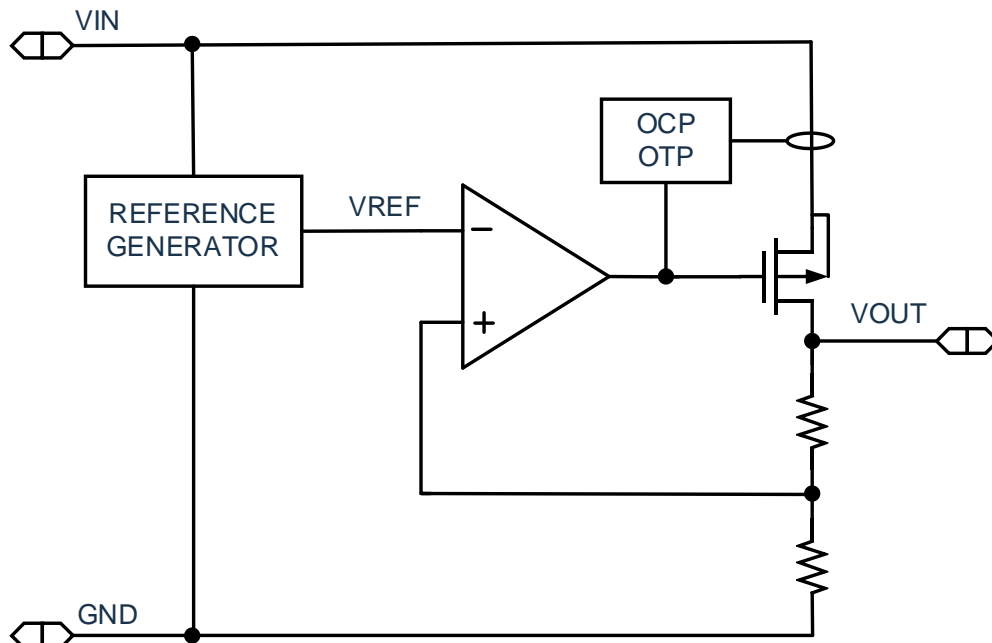 VIN
OCP
OTP
REFERENCE
GENERATOR
VREF
−
+
VOUT
GND